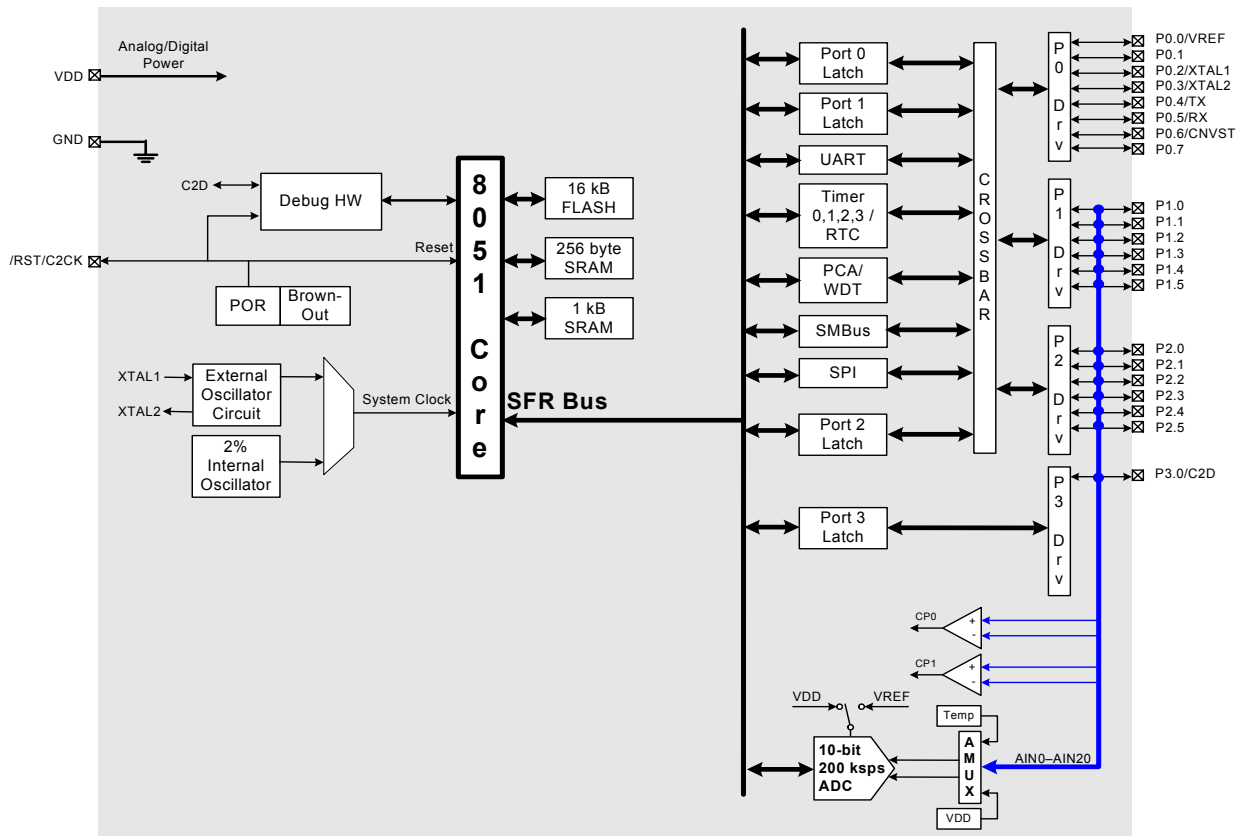 Analog/Digital
Power
VDD
GND
C2D
Debug HW
/RST/C2CK
Reset
POR
Brown-
Out
XTAL1
XTAL2
External
Oscillator
Circuit
2%
Internal
Oscillator
System Clock
8
0
5
1
C
o
r
e
16 kB
FLASH
256 byte
SRAM
1 kB
SRAM
SFR Bus
Port 0
Latch
Port 1
Latch
UART
Timer
0,1,2,3 /
RTC
PCA/
WDT
SMBus
SPI
Port 2
Latch
Port 3
Latch
C
R
O
S
S
B
A
R
P
0
D
r
v
P
1
D
r
v
P
2
D
r
v
P
3
D
r
v
P0.0/VREF
P0.1
P0.2/XTAL1
P0.3/XTAL2
P0.4/TX
P0.5/RX
P0.6/CNVST
P0.7
P1.0
P1.1
P1.2
P1.3
P1.4
P1.5
P2.0
P2.1
P2.2
P2.3
P2.4
P2.5
P3.0/C2D
CP0
+
-
CP1
+
-
VDD
VREF
Temp
10-bit
200 ksps
ADC
A
M
U
X
AIN0–AIN20
VDD